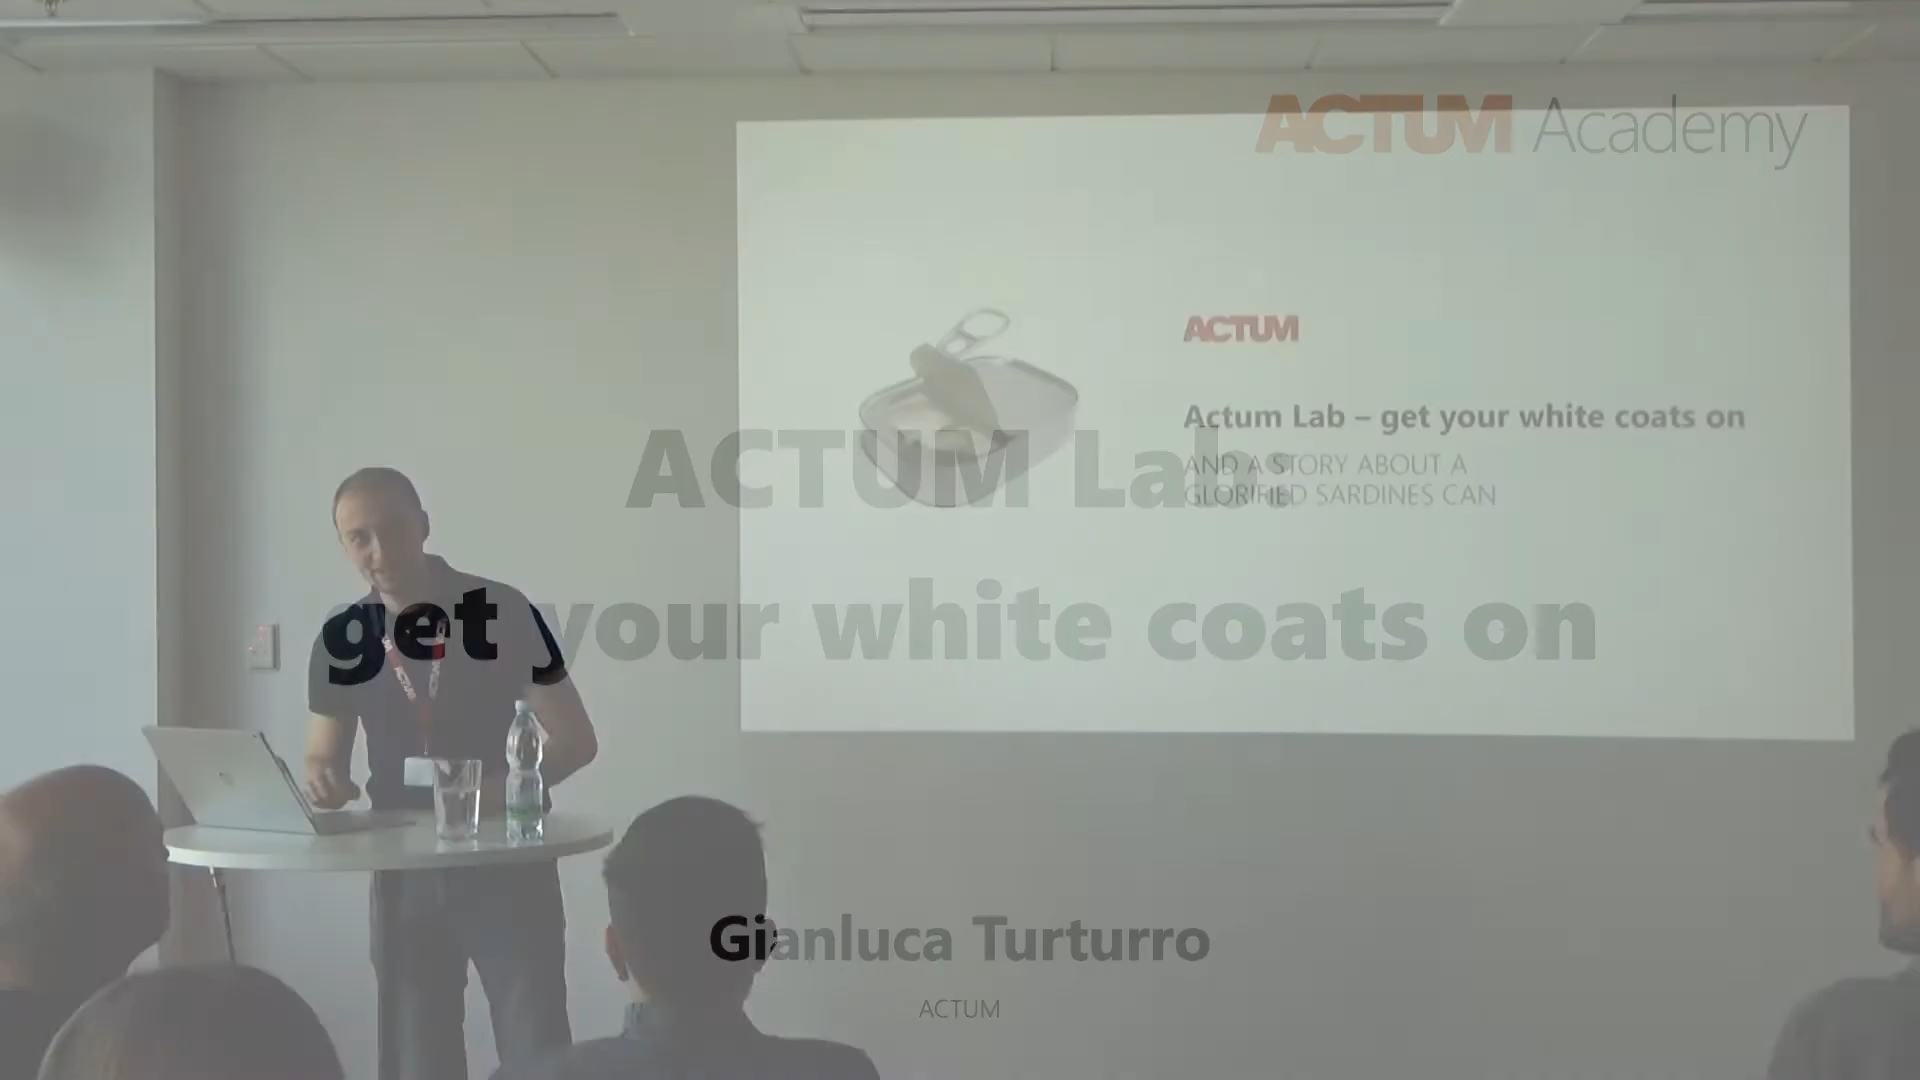 ACTUM Academy
ACTUM
Actum Lab – get your white coats on
AND A STORY ABOUT A
GLORIFIED SARDINES CAN
ACTUM Lab:
get your white coats on
ACTUM
Gianluca Turturro
ACTUM